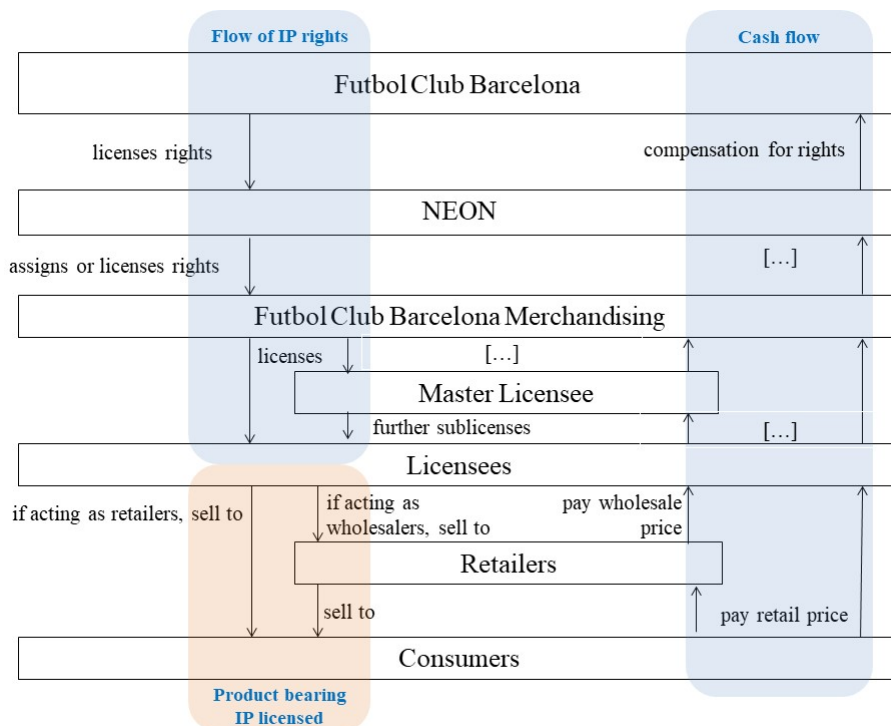 Flow of IP rights
Cash flow
Futbol Club Barcelona
licenses rights
compensation for rights
NEON
assigns or licenses rights
[…]
Futbol Club Barcelona Merchandising
licenses
[…]
Master Licensee
further sublicenses
[…]
Licensees
if acting as retailers, sell to
if acting as
wholesalers, sell to
pay wholesale
price
Retailers
sell to
pay retail price
Consumers
Product bearing
IP licensed